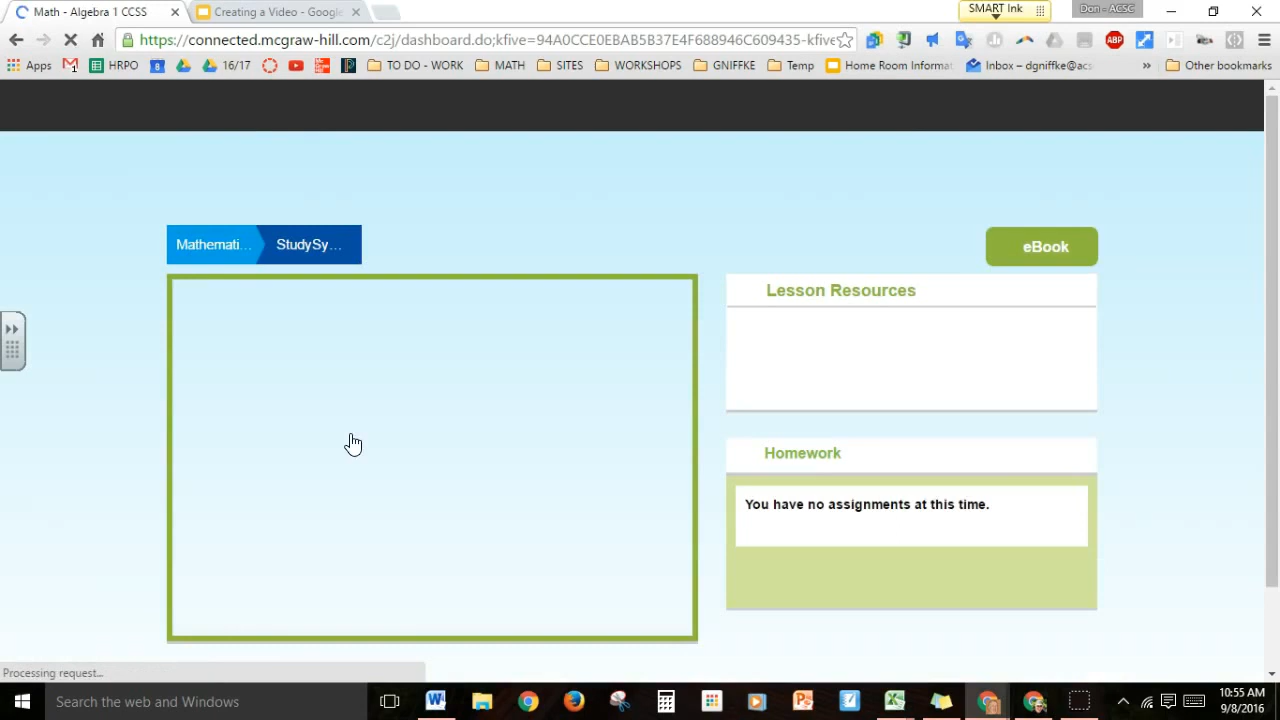 Math - Algebra 1 CCSS
Creating a Video - Google
SMART Ink
Don - ACSC
https://connected.mcgraw-hill.com/c2j/dashboard.do;kfive=94A0CCE0EBAB5B37E4F688946C609435-kfive
Apps HRPO 16/17 TO DO - WORK MATH SITES WORKSHOPS GNIFFKE Temp Home Room Informat Inbox – dgniffke@acs » Other bookmarks
Mathemati... StudySy...
eBook
Lesson Resources
Homework
You have no assignments at this time.
Processing request...
Search the web and Windows
10:55 AM
9/8/2016